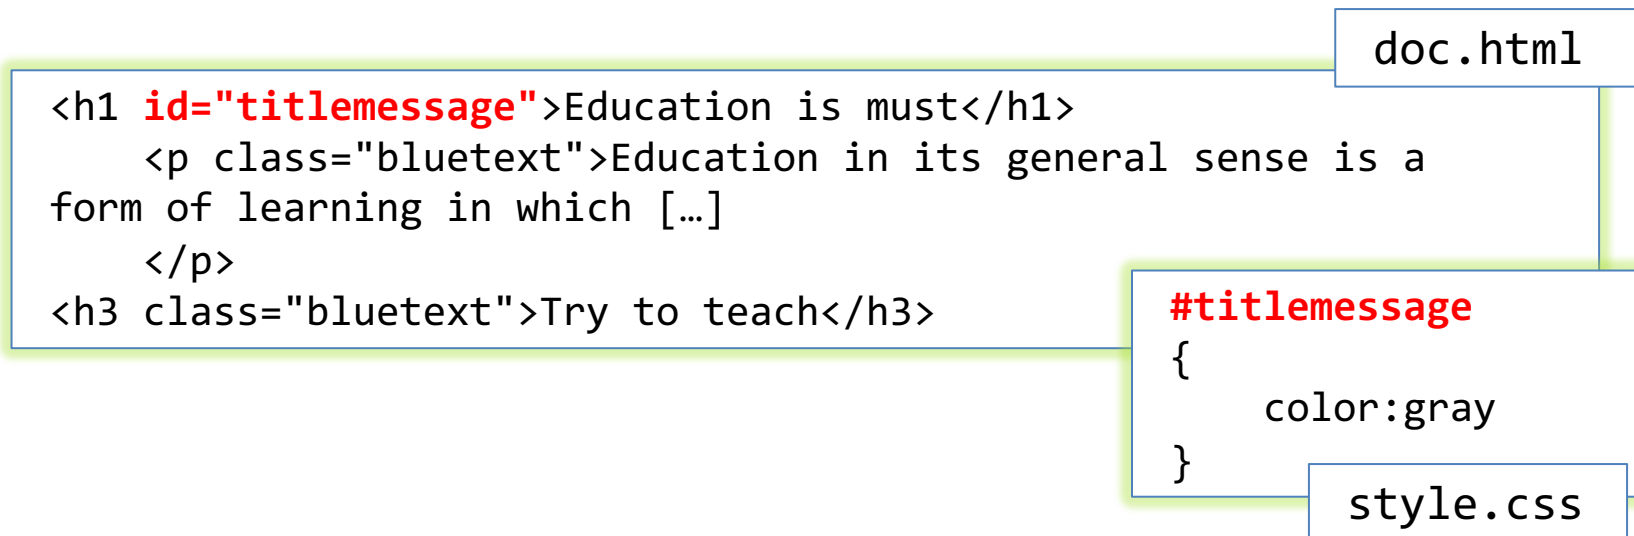 doc.html
<h1 id="titlemessage">Education is must</h1>
    <p class="bluetext">Education in its general sense is a
form of learning in which […]
    </p>
<h3 class="bluetext">Try to teach</h3>
#titlemessage
{
    color:gray
}
style.css